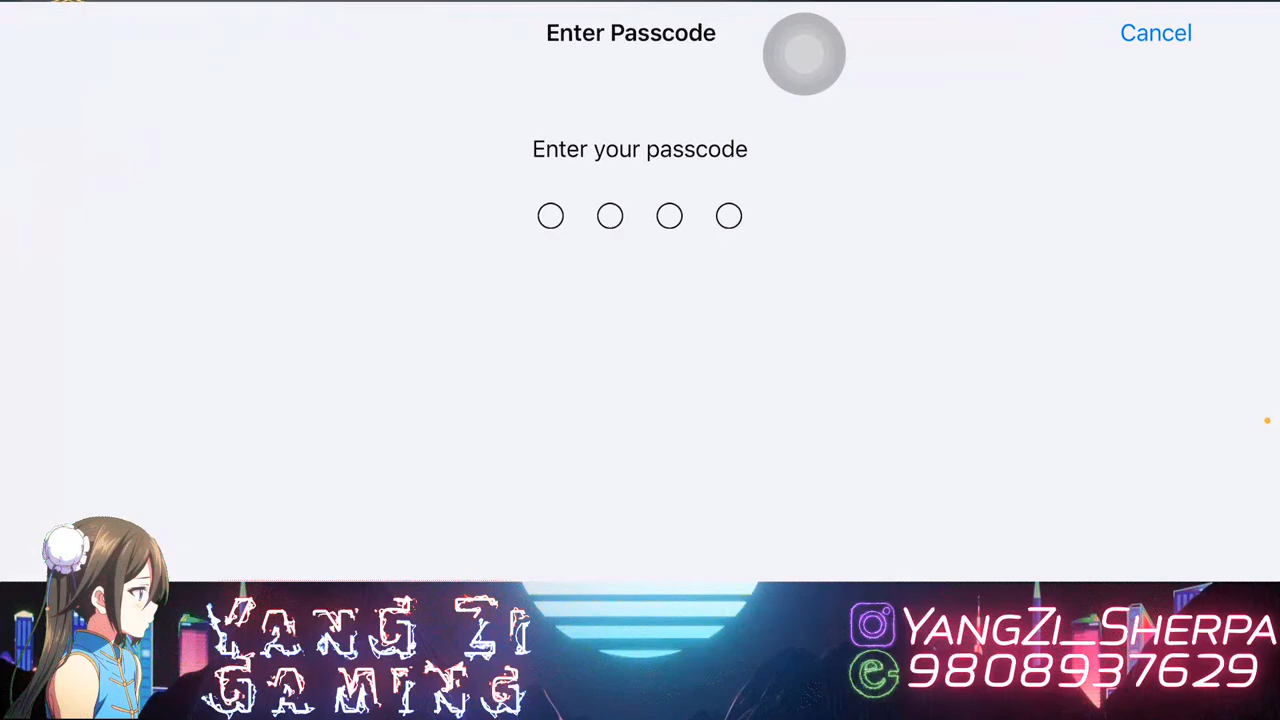 Enter Passcode
Cancel
Enter your passcode
Yang Zi
Gaming
YangZi_Sherpa
9808937629